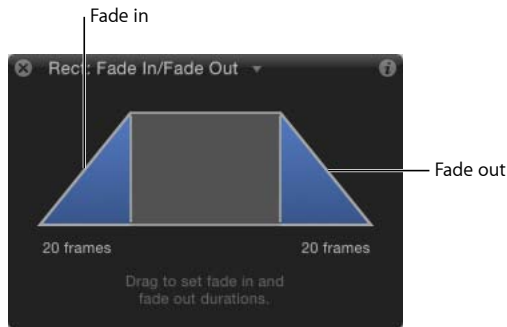 Fade in
Rect: Fade In/Fade Out
Fade out
20 frames
20 frames
Drag to set fade in and
fade out durations.